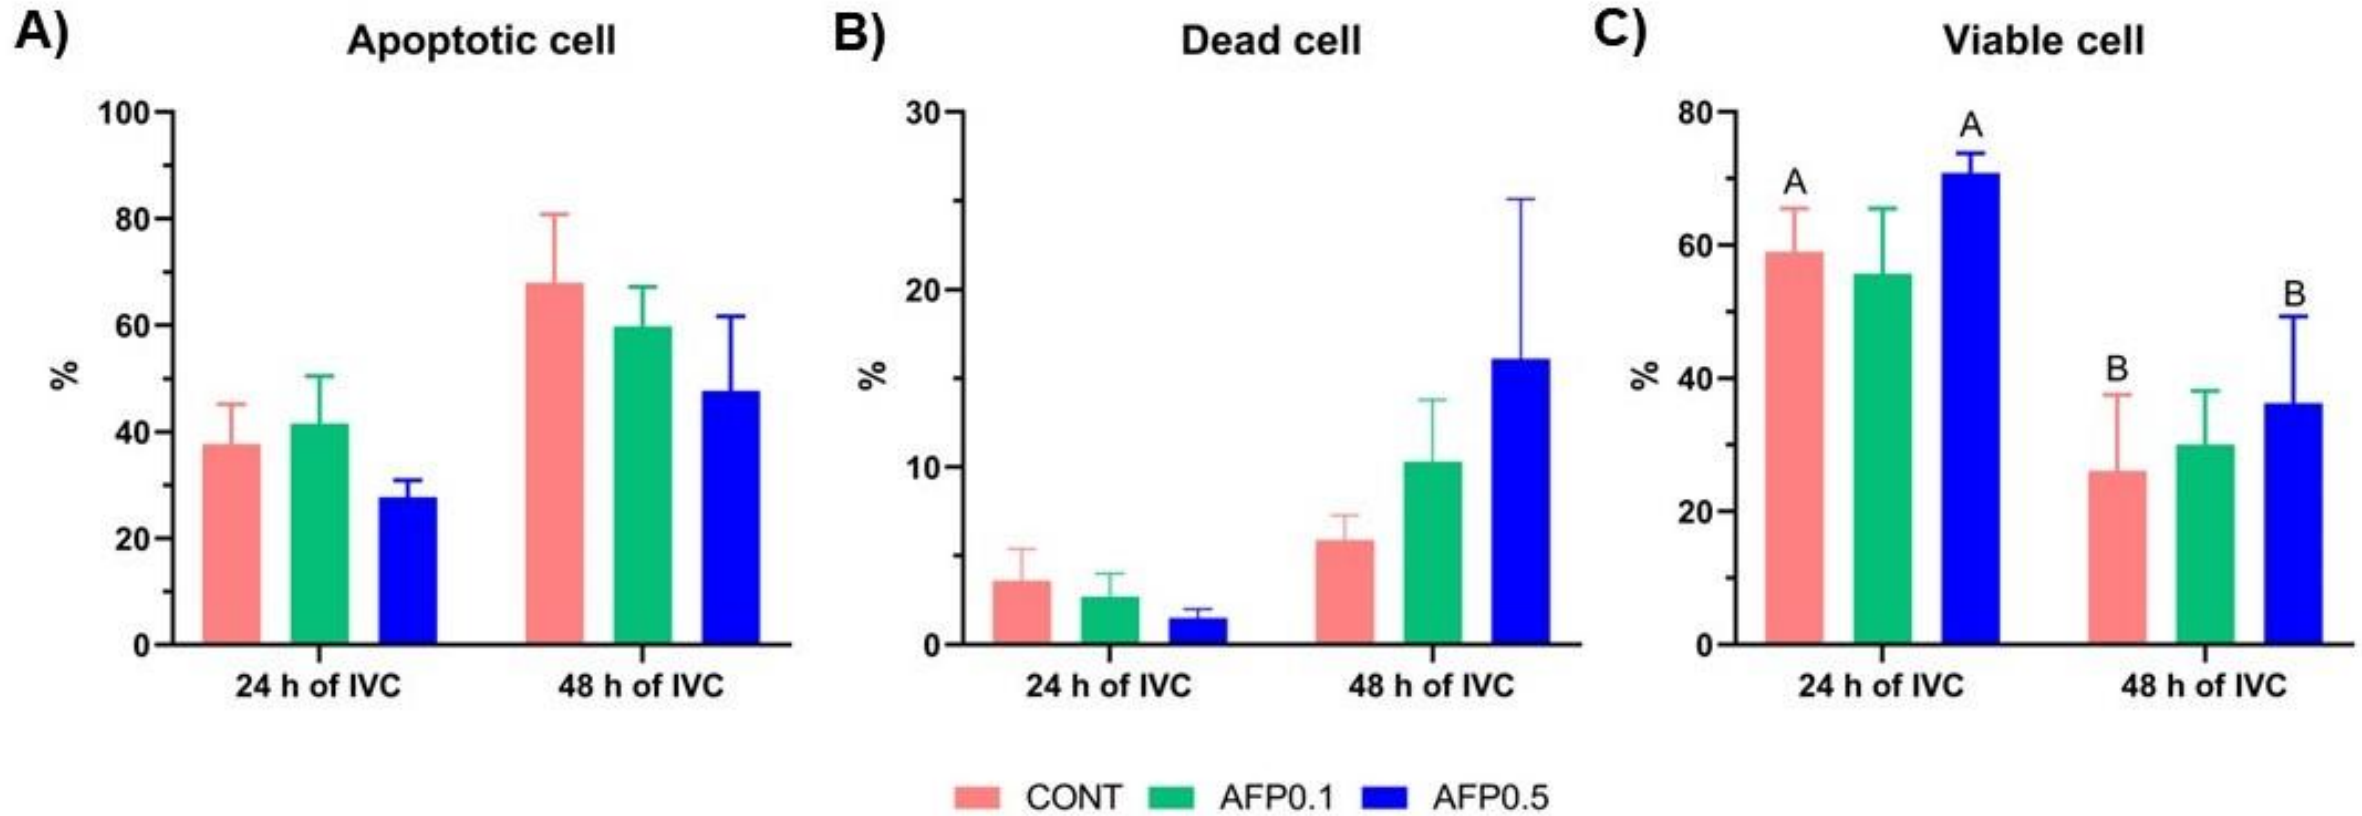 A)
Apoptotic cell
100
80
60
40
20
0
%
24 h of IVC
48 h of IVC
B)
Dead cell
30
20
10
0
%
24 h of IVC
48 h of IVC
C)
Viable cell
80
60
40
20
0
%
A
A
B
B
24 h of IVC
48 h of IVC
CONT AFP0.1 AFP0.5